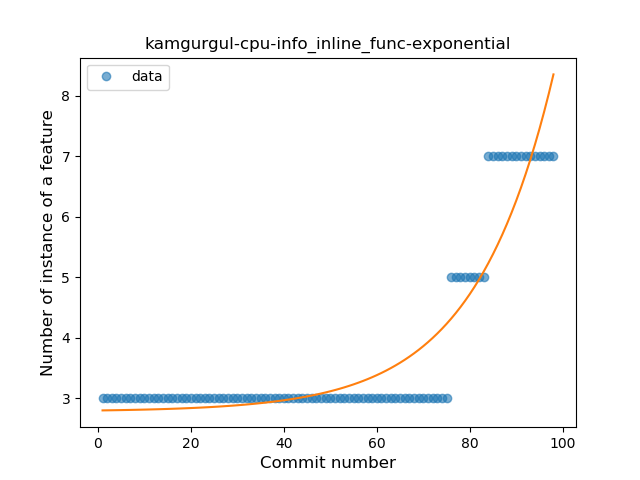 kamgurgul-cpu-info_inline_func-exponential
data
Number of instance of a feature
8
7
6
5
4
3
0 20 40 60 80 100
Commit number